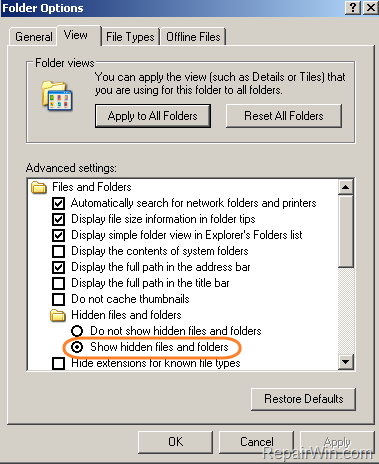 Folder Options
General
View
File Types
Offline Files
Folder views
You can apply the view (such as Details or Tiles) that
you are using for this folder to all folders.
Apply to All Folders
Reset All Folders
Advanced settings:
Files and Folders
Automatically search for network folders and printers
Display file size information in folder tips
Display simple folder view in Explorer's Folders list
Display the contents of system folders
Display the full path in the address bar
Display the full path in the title bar
Do not cache thumbnails
Hidden files and folders
Do not show hidden files and folders
Show hidden files and folders
Hide extensions for known file types
Restore Defaults
OK
Cancel
Apply
RepairWin.com